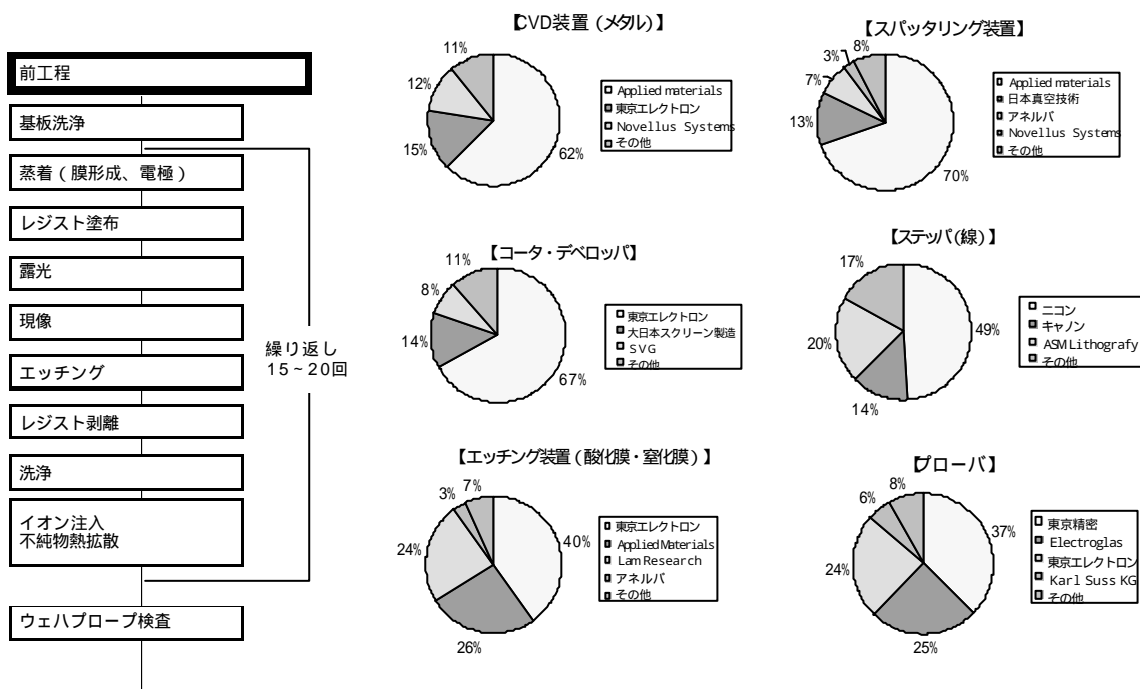 前工程
基板洗浄
蒸着(膜形成、電極)
レジスト塗布
露光
現像
エッチング
レジスト剥離
洗浄
イオン注入
不純物熱拡散
ウェハプローブ検査
繰り返し
15~20回
【CVD装置(メタル)】
11%
12%
15%
62%
Applied materials
東京エレクトロン
Novellus Systems
その他
【スパッタリング装置】
8%
3%
7%
13%
70%
Applied materials
日本真空技術
アネルバ
Novellus Systems
その他
【コータ・デベロッパ】
11%
8%
14%
67%
東京エレクトロン
大日本スクリーン製造
SVG
その他
【ステッパ(線)】
17%
20%
14%
49%
ニコン
キャノン
ASM Lithografy
その他
【エッチング装置(酸化膜・窒化膜)】
7%
3%
24%
26%
40%
東京エレクトロン
Applied Materials
Lam Research
アネルバ
その他
【プローバ】
8%
6%
24%
25%
37%
東京精密
Electroglas
東京エレクトロン
Karl Suss KG
その他